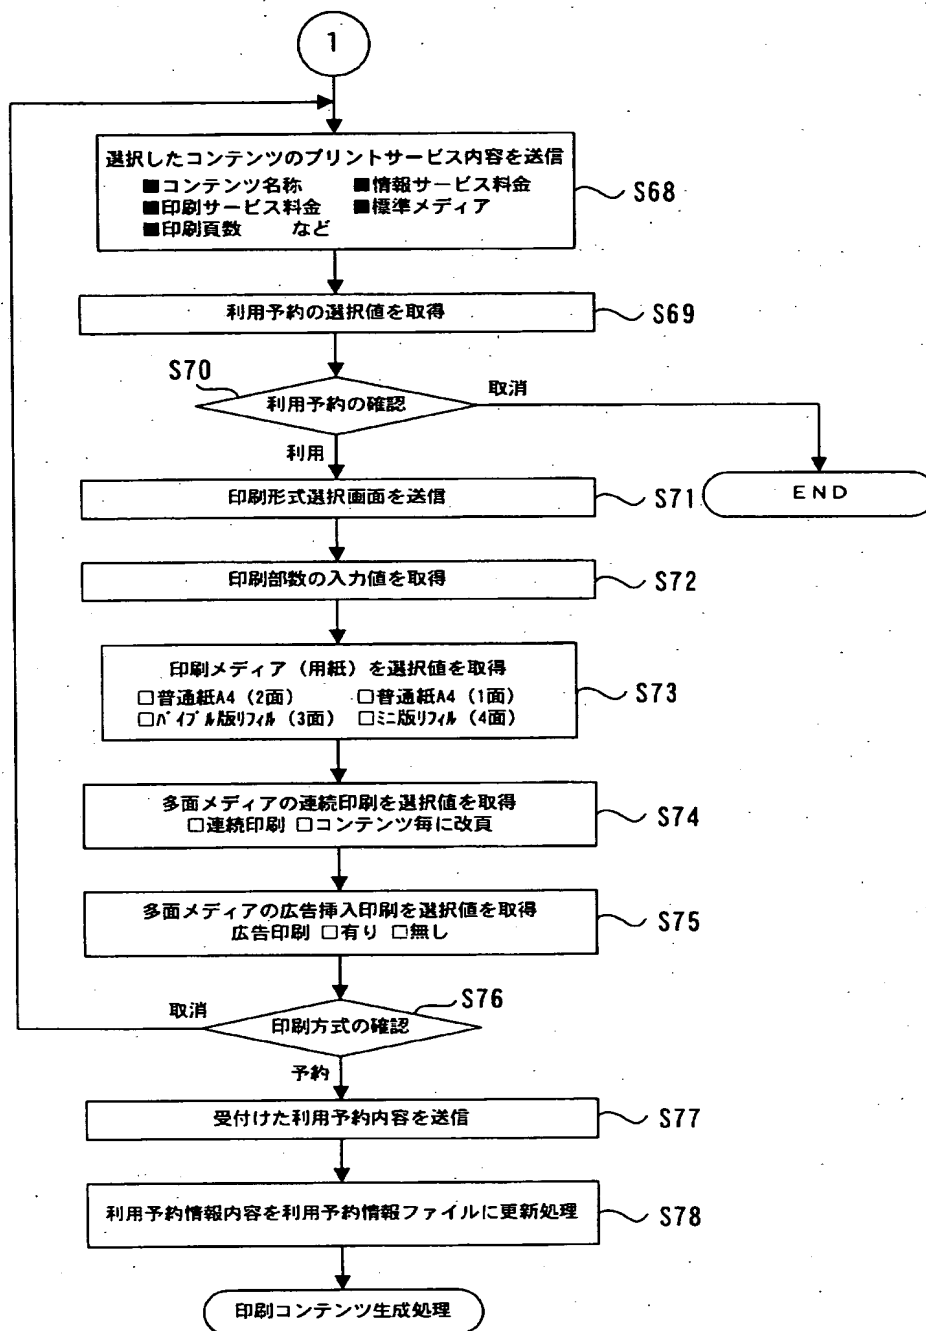 1
選択したコンテンツのプリントサービス内容を送信
■コンテンツ名称 ■情報サービス料金
■印刷サービス料金 ■標準メディア
■印刷頁数 など
S68
利用予約の選択値を取得
S69
S70
利用予約の確認
取消
利用
END
印刷形式選択画面を送信
S71
印刷部数の入力値を取得
S72
印刷メディア（用紙）を選択値を取得
□普通紙A4（2面） □普通紙A4（1面）
□バイブル版リフィル（3面） □ミニ版リフィル（4面）
S73
多面メディアの連続印刷を選択値を取得
□連続印刷 □コンテンツ毎に改頁
S74
多面メディアの広告挿入印刷を選択値を取得
広告印刷 □有り □無し
S75
S76
取消
印刷方式の確認
予約
受付けた利用予約内容を送信
S77
利用予約情報内容を利用予約情報ファイルに更新処理
S78
印刷コンテンツ生成処理